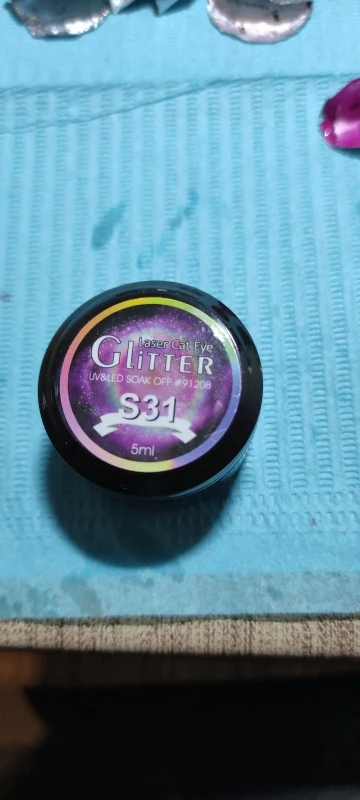 Laser Cat Eye
GLiTTER
UV&LED SOAK OFF. #91208
S31
5ml